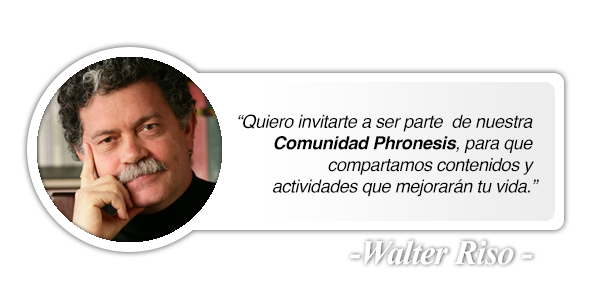 “Quiero invitarte a ser parte de nuestra
Comunidad Phronesis, para que
compartamos contenidos y
actividades que mejorarán tu vida.”
-Walter Riso -